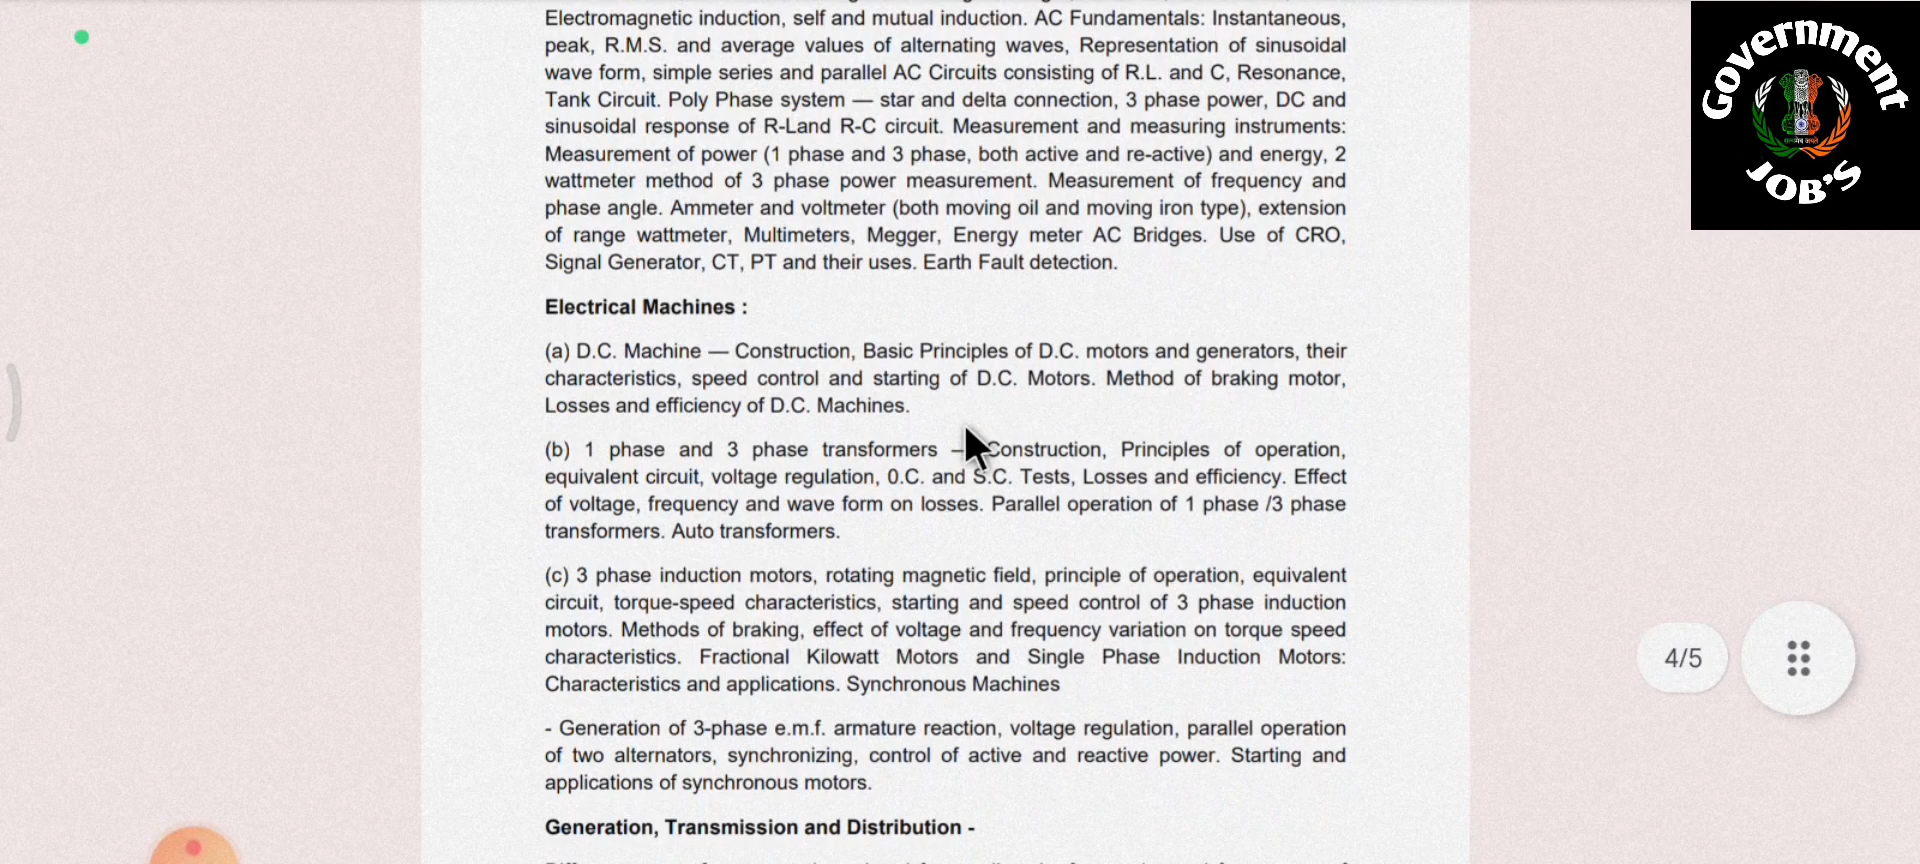 Electromagnetic induction, self and mutual induction. AC Fundamentals: Instantaneous,
peak, R.M.S. and average values of alternating waves, Representation of sinusoidal
wave form, simple series and parallel AC Circuits consisting of R.L. and C, Resonance,
Tank Circuit. Poly Phase system — star and delta connection, 3 phase power, DC and
sinusoidal response of R-Land R-C circuit. Measurement and measuring instruments:
Measurement of power (1 phase and 3 phase, both active and re-active) and energy, 2
wattmeter method of 3 phase power measurement. Measurement of frequency and
phase angle. Ammeter and voltmeter (both moving oil and moving iron type), extension
of range wattmeter, Multimeters, Megger, Energy meter AC Bridges. Use of CRO,
Signal Generator, CT, PT and their uses. Earth Fault detection.
Electrical Machines :
(a) D.C. Machine — Construction, Basic Principles of D.C. motors and generators, their
characteristics, speed control and starting of D.C. Motors. Method of braking motor,
Losses and efficiency of D.C. Machines.
(b) 1 phase and 3 phase transformers — Construction, Principles of operation,
equivalent circuit, voltage regulation, 0.C. and S.C. Tests, Losses and efficiency. Effect
of voltage, frequency and wave form on losses. Parallel operation of 1 phase /3 phase
transformers. Auto transformers.
(c) 3 phase induction motors, rotating magnetic field, principle of operation, equivalent
circuit, torque-speed characteristics, starting and speed control of 3 phase induction
motors. Methods of braking, effect of voltage and frequency variation on torque speed
characteristics. Fractional Kilowatt Motors and Single Phase Induction Motors:
Characteristics and applications. Synchronous Machines
- Generation of 3-phase e.m.f. armature reaction, voltage regulation, parallel operation
of two alternators, synchronizing, control of active and reactive power. Starting and
applications of synchronous motors.
Generation, Transmission and Distribution -
Government
सत्यमेव जयते
JOB'S
4/5